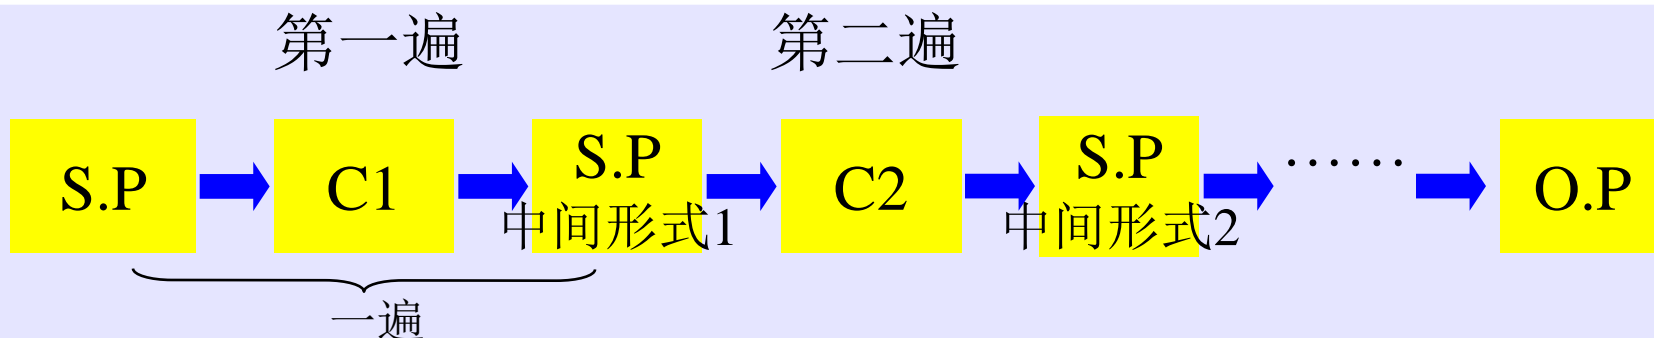 第一遍 第二遍
S.P C1 S.P 中间形式1 C2 S.P 中间形式2 …… O.P
一遍